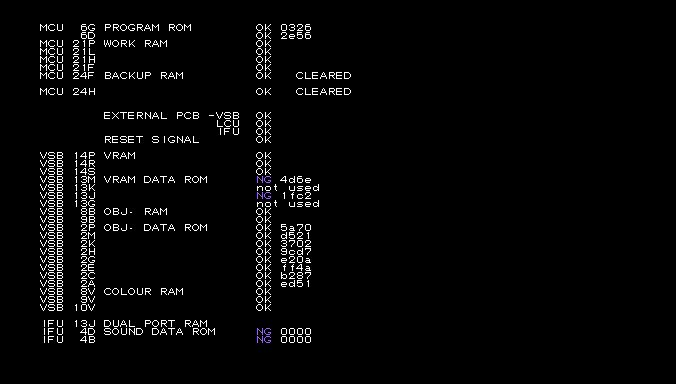 MCU 6G PROGRAM ROM OK 0326
6D OK 2e56
MCU 21P WORK RAM OK
MCU 21L OK
MCU 21H OK
MCU 21F OK
MCU 24F BACKUP RAM OK CLEARED
MCU 24H OK CLEARED
EXTERNAL PCB -VSB OK
LCU OK
IFU OK
RESET SIGNAL OK
VSB 14P VRAM OK
VSB 14R OK
VSB 14S OK
VSB 13M VRAM DATA ROM NG 4d6e
VSB 13K not used
VSB 13J NG 1fc2
VSB 13G not used
VSB 8B OBJ- RAM OK
VSB 9B OK
VSB 2P OBJ- DATA ROM OK 5a70
VSB 2M OK d521
VSB 2K OK 3702
VSB 2H OK 9cd7
VSB 2G OK e20a
VSB 2E OK ff4a
VSB 2C OK b287
VSB 2A OK ed51
VSB 8V COLOUR RAM OK
VSB 9V OK
VSB 10V OK
IFU 13J DUAL PORT RAM
IFU 4D SOUND DATA ROM NG 0000
IFU 4B NG 0000